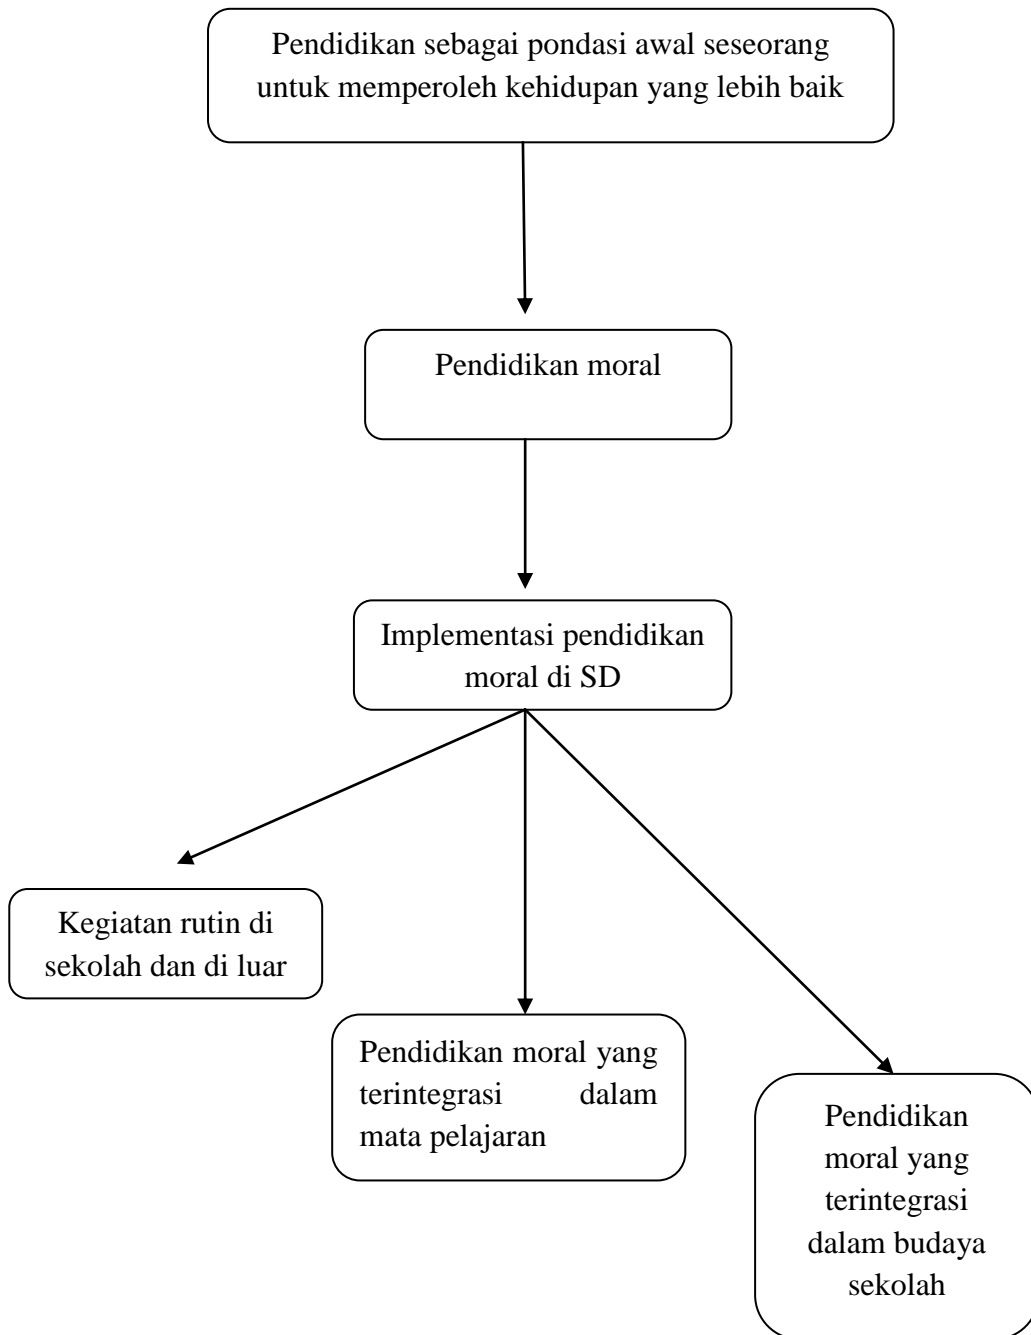 Pendidikan sebagai pondasi awal seseorang
untuk memperoleh kehidupan yang lebih baik
Pendidikan moral
Implementasi pendidikan
moral di SD
Kegiatan rutin di
sekolah dan di luar
Pendidikan moral yang
terintegrasi dalam
mata pelajaran
Pendidikan
moral yang
terintegrasi
dalam budaya
sekolah